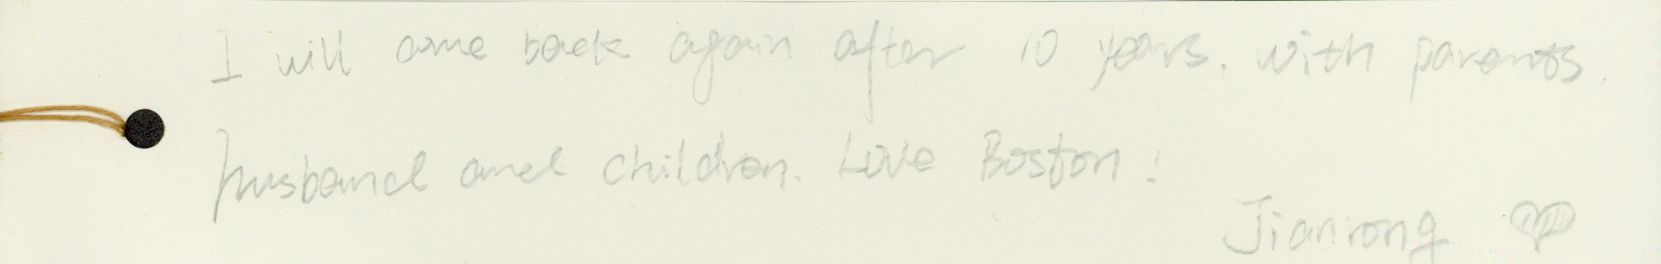 I will come back again after 10 years. with parents.
husband and children. Love Boston!
Jianrong